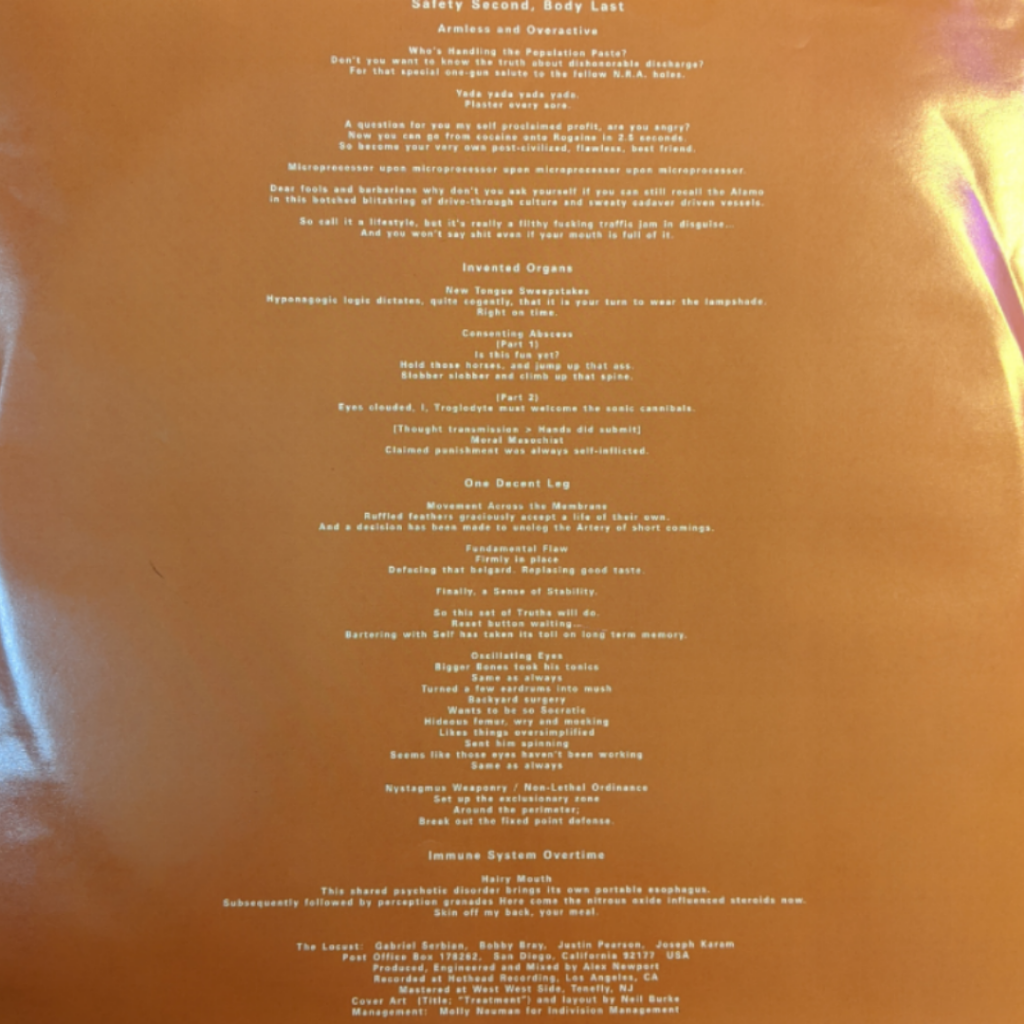 Safety Second, Body Last
Armless and Overactive
Who's Handling the Population Paste?
Don't you want to know the truth about dishonorable discharge?
For that special one-gun salute to the fellow N.R.A. holes.
Yada yada yada yada.
Plaster every sore.
A question for you my self proclaimed profit, are you angry?
Now you can go from cocaine onto Rogaine in 2.5 seconds.
So become your very own post-civilized, flawless, best friend.
Microprocessor upon microprocessor upon microprocessor upon microprocessor.
Dear fools and barbarians why don't you ask yourself if you can still recall the Alamo
in this botched blitzkring of drive-through culture and sweaty cadaver driven vessels.
So call it a lifestyle, but it's really a filthy fucking traffic jam in disguise...
And you won't say shit even if your mouth is full of it.
Invented Organs
New Tongue Sweepstakes
Hyponagogic logic dictates, quite cogently, that it is your turn to wear the lampshade.
Right on time.
Consenting Abscess
(Part 1)
Is this fun yet?
Hold those horses, and jump up that ass.
Slobber slobber and climb up that spine.
(Part 2)
Eyes clouded, I, Troglodyte must welcome the sonic cannibals.
[Thought transmission > Hands did submit]
Moral Masochist
Claimed punishment was always self-inflicted.
One Decent Leg
Movement Across the Membrane
Ruffled feathers graciously accept a life of their own.
And a decision has been made to unclog the Artery of short comings.
Fundamental Flaw
Firmly in place
Defacing that belgard. Replacing good taste.
Finally, a Sense of Stability.
So this set of Truths will do.
Reset button waiting...
Bartering with Self has taken its toll on long term memory.
Oscillating Eyes
Bigger Bones took his tonics
Same as always
Turned a few eardrums into mush
Backyard surgery
Wants to be so Socratic
Hideous femur, wry and mocking
Likes things oversimplified
Sent him spinning
Seems like those eyes haven't been working
Same as always
Nystagmus Weaponry / Non-Lethal Ordinance
Set up the exclusionary zone
Around the perimeter;
Break out the fixed point defense.
Immune System Overtime
Hairy Mouth
This shared psychotic disorder brings its own portable esophagus.
Subsequently followed by perception grenades Here come the nitrous oxide influenced steroids now.
Skin off my back, your meal.
The Locust: Gabriel Serbian, Bobby Bray, Justin Pearson, Joseph Karam
Post Office Box 178262, San Diego, California 92177 USA
Produced, Engineered and Mixed by Alex Newport
Recorded at Hothead Recording, Los Angeles, CA
Mastered at West West Side, Tenefly, NJ
Cover Art (Title; "Treatment") and layout by Neil Burke
Management: Molly Neuman for Indivision Management